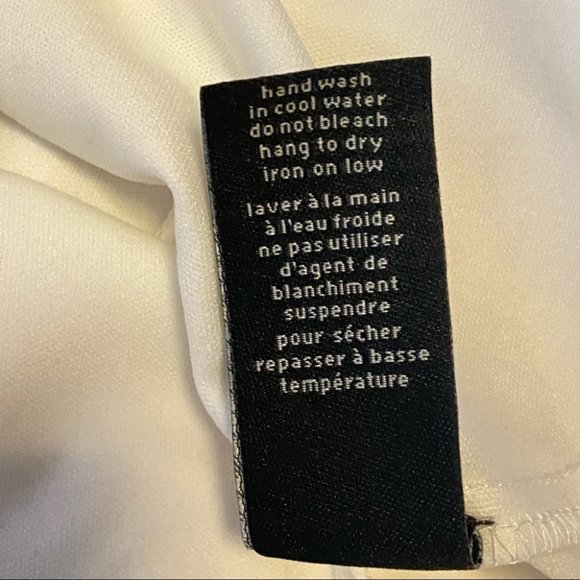 hand wash
in cool water
do not bleach
hang to dry
iron on low
laver à la main
à l'eau froide
ne pas utiliser
d'agent de
blanchiment
suspendre
pour sécher
repasser à basse
température